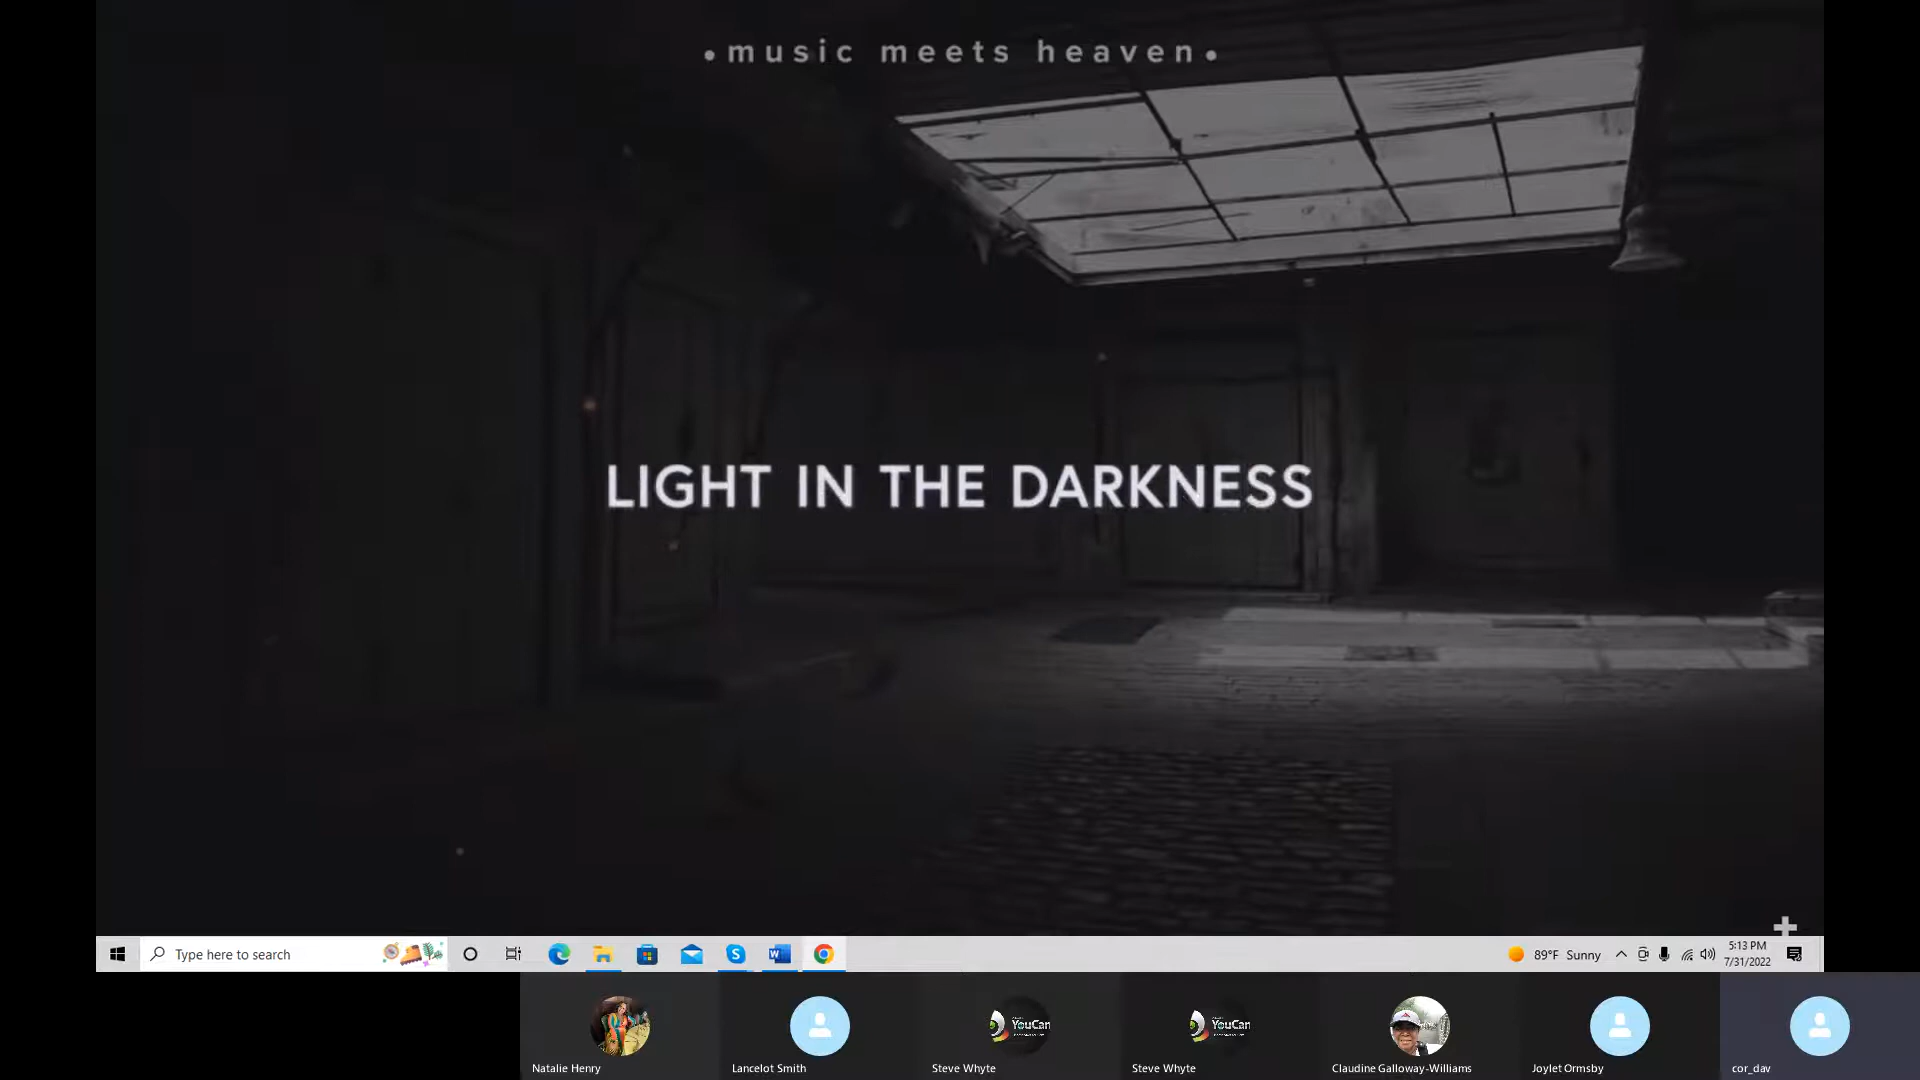 •music meets heaven•
LIGHT IN THE DARKNESS
Type here to search
89°F Sunny
5:13 PM
7/31/2022
YouCan
YouCan
Natalie Henry
Lancelot Smith
Steve Whyte
Steve Whyte
Claudine Galloway-Williams
Joylet Ormsby
cor_dav